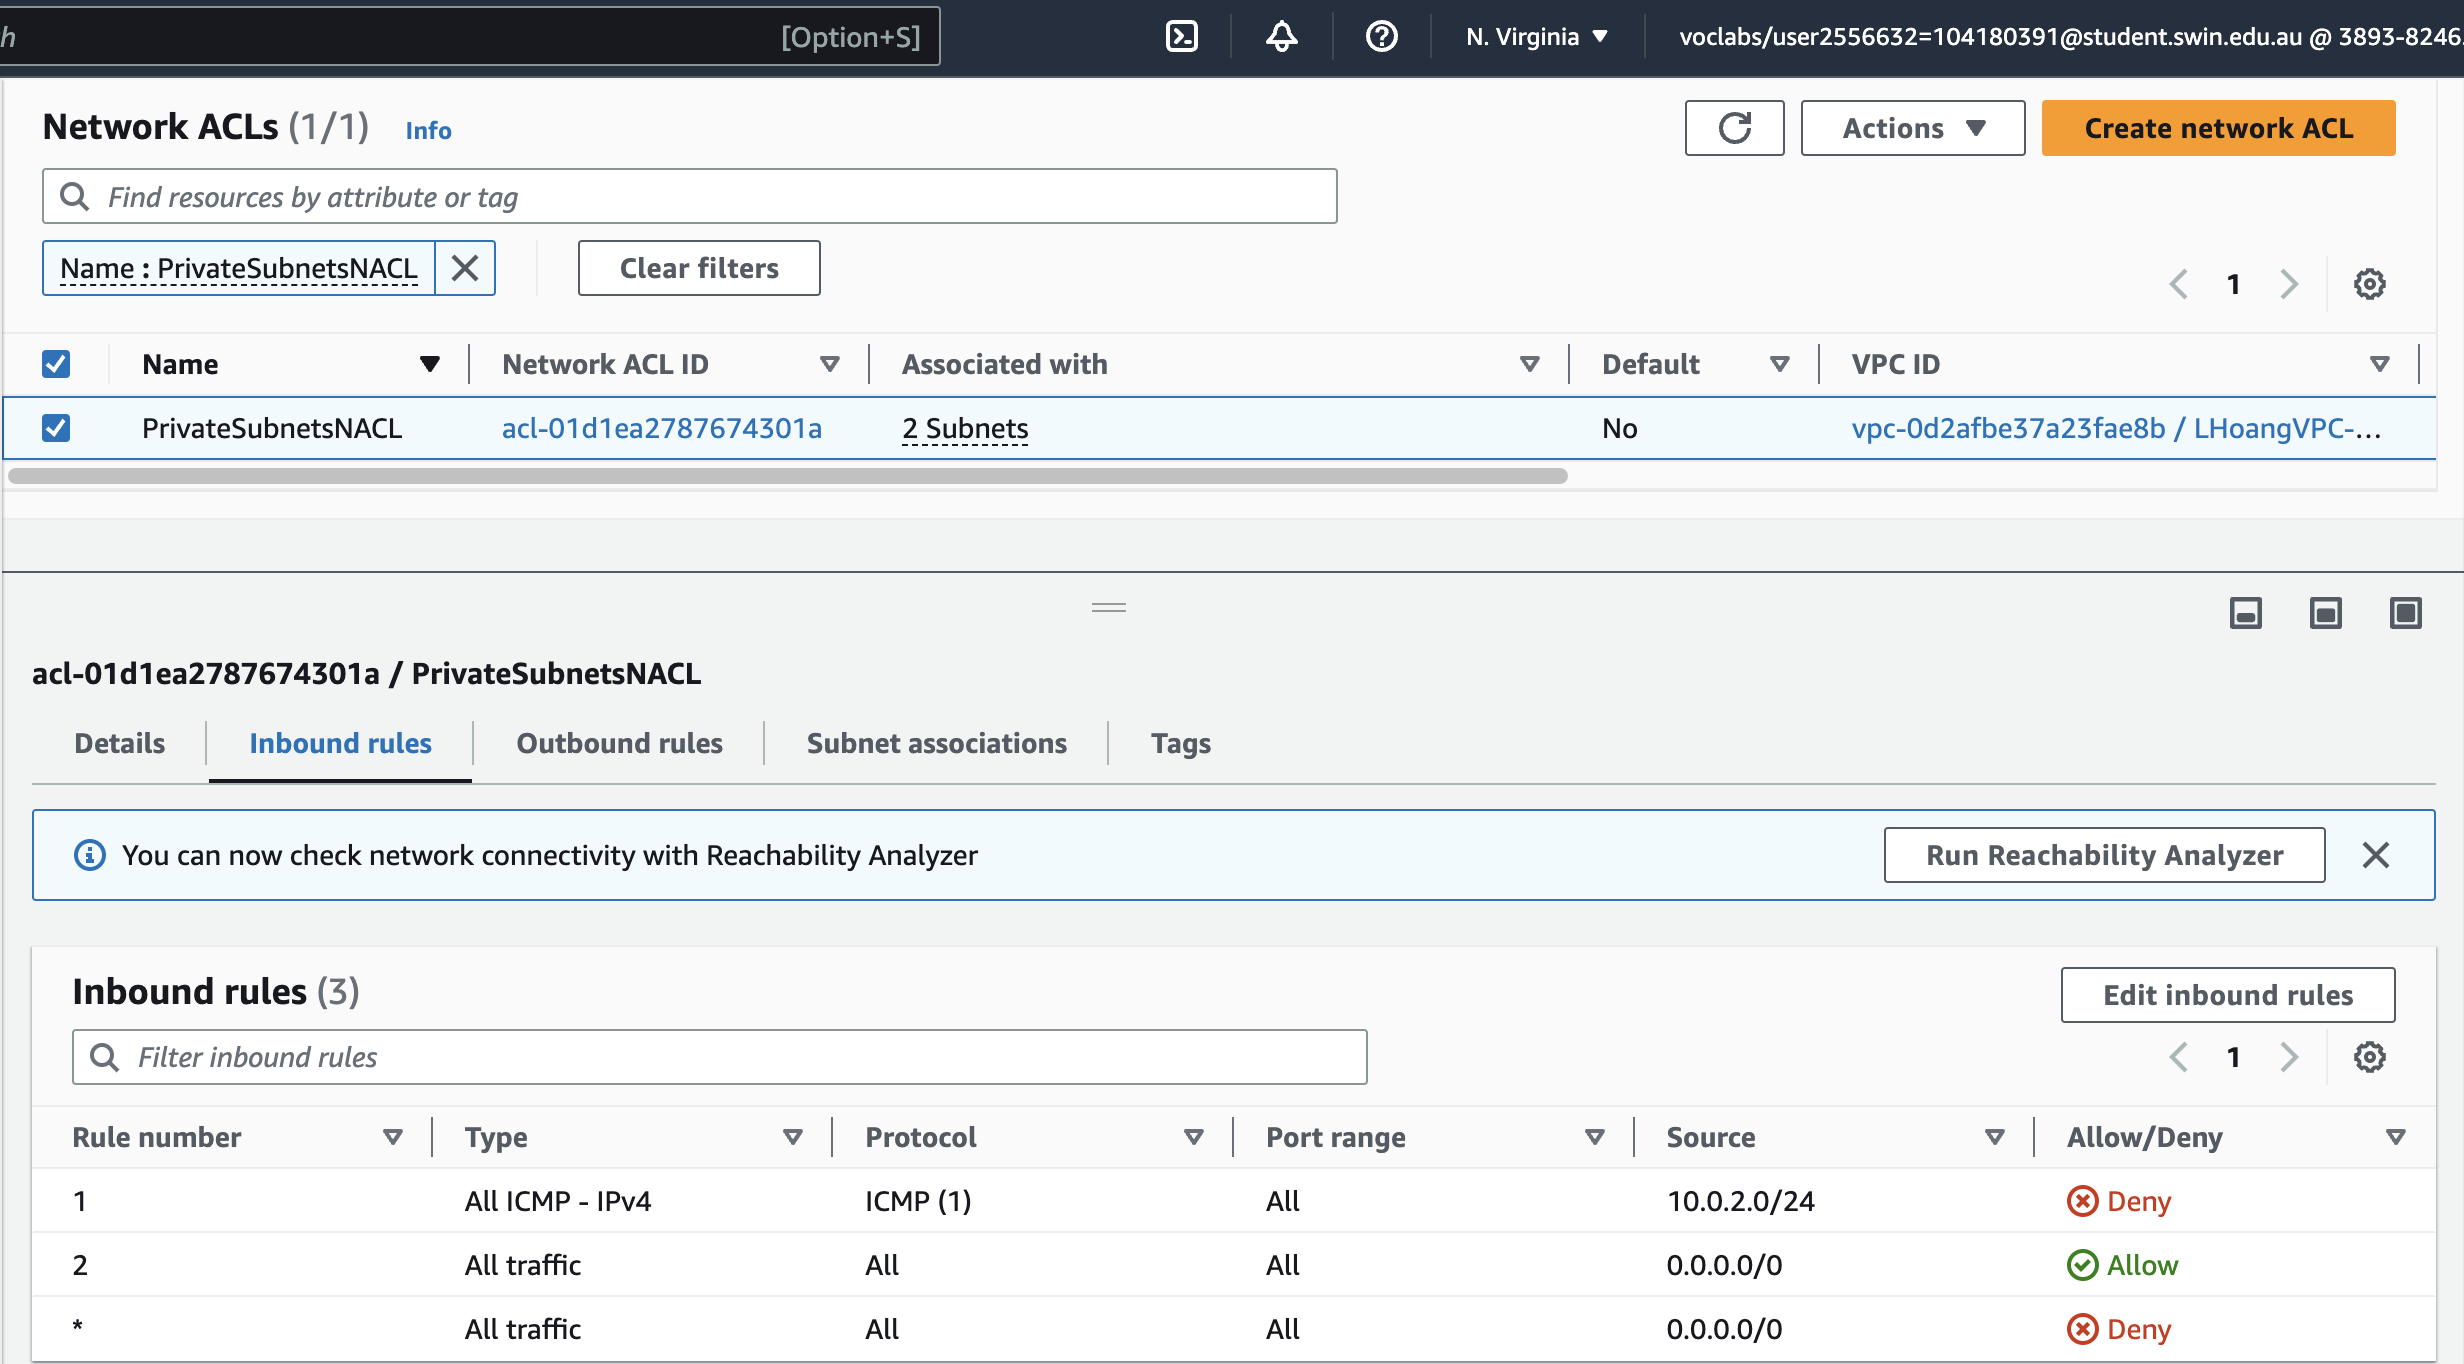 h [Option+S] N. Virginia voclabs/user2556632=104180391@student.swin.edu.au @ 3893-8246
Network ACLs (1/1) Info Actions Create network ACL
Find resources by attribute or tag
Name : PrivateSubnetsNACL Clear filters 1
Name Network ACL ID Associated with Default VPC ID
PrivateSubnetsNACL acl-01d1ea2787674301a 2 Subnets No vpc-0d2afbe37a23fae8b / LHoangVPC-...
acl-01d1ea2787674301a / PrivateSubnetsNACL
Details Inbound rules Outbound rules Subnet associations Tags
You can now check network connectivity with Reachability Analyzer Run Reachability Analyzer
Inbound rules (3) Edit inbound rules
Filter inbound rules 1
Rule number Type Protocol Port range Source Allow/Deny
1 All ICMP - IPv4 ICMP (1) All 10.0.2.0/24 Deny
2 All traffic All All 0.0.0.0/0 Allow
* All traffic All All 0.0.0.0/0 Deny